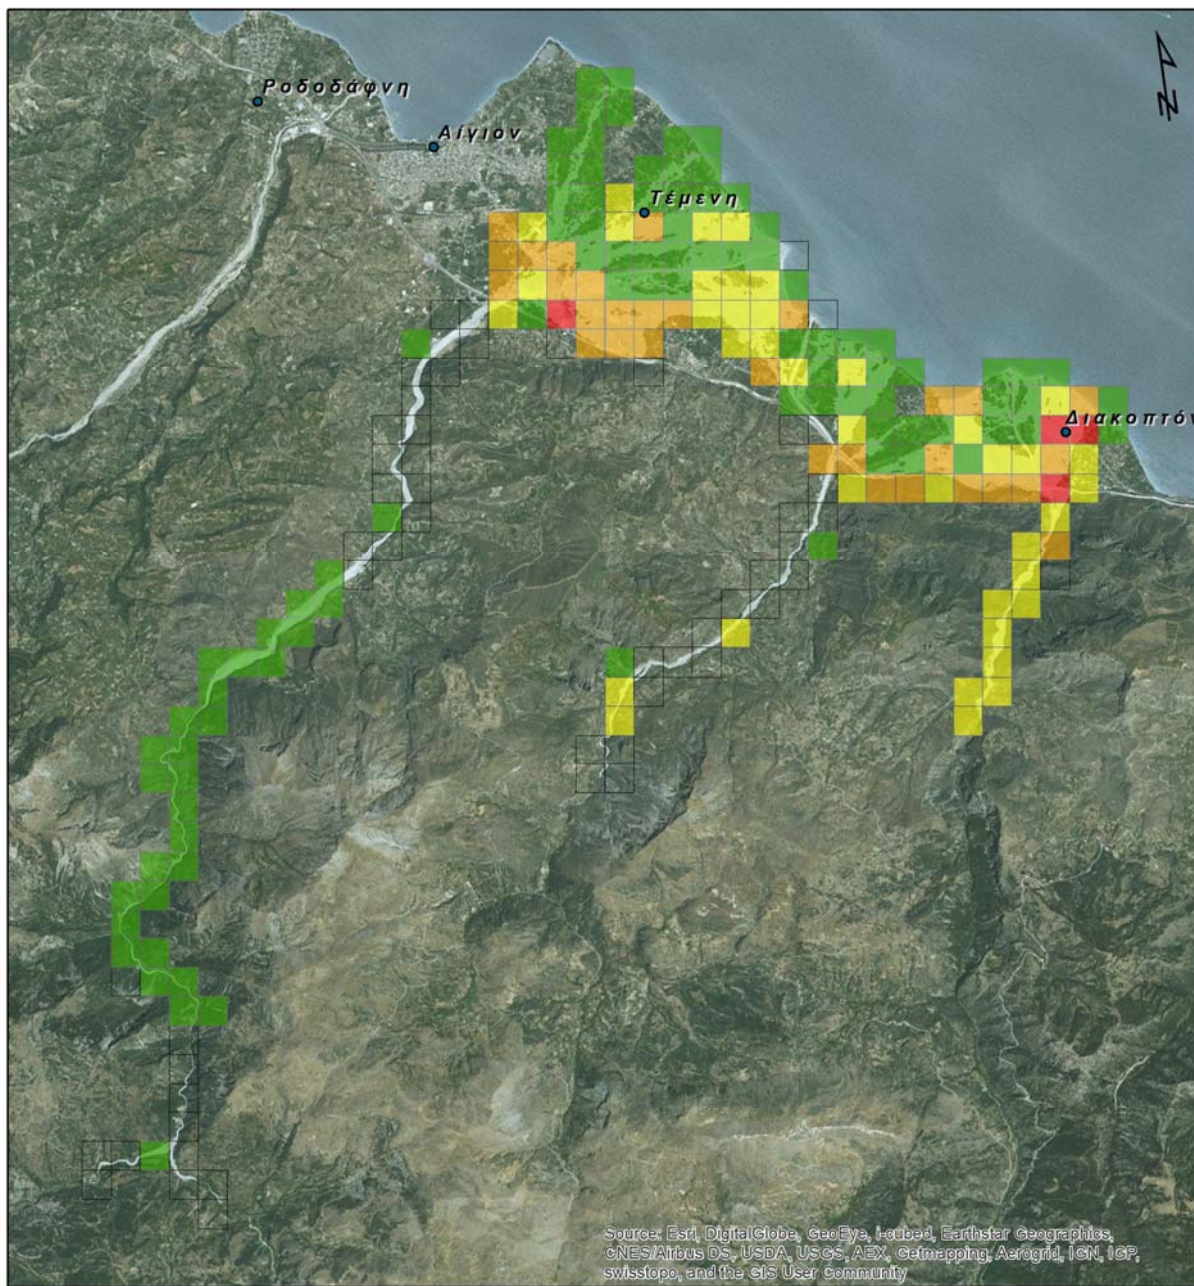 Ροδοδάφνη
Αίγιον
Τέμενη
Διακοπτόν
N
Source: Esri, DigitalGlobe, GeoEye, i-cubed, Earthstar Geographics,
CNES/Airbus DS, USDA, USGS, AEX, Getmapping, Aerogrid, IGN, IGP,
swisstopo, and the GIS User Community